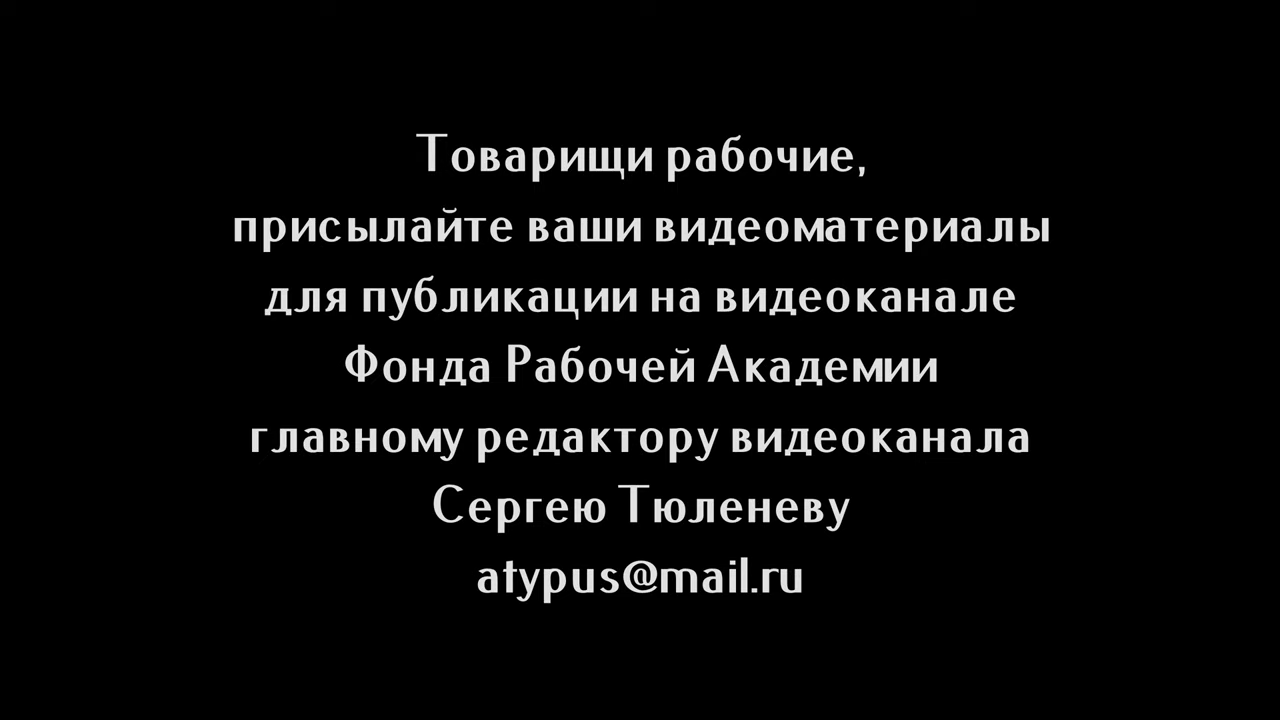 Товарищи рабочие,
присылайте ваши видеоматериалы
для публикации на видеоканале
Фонда Рабочей Академии
главному редактору видеоканала
Сергею Тюленеву
atypus@mail.ru